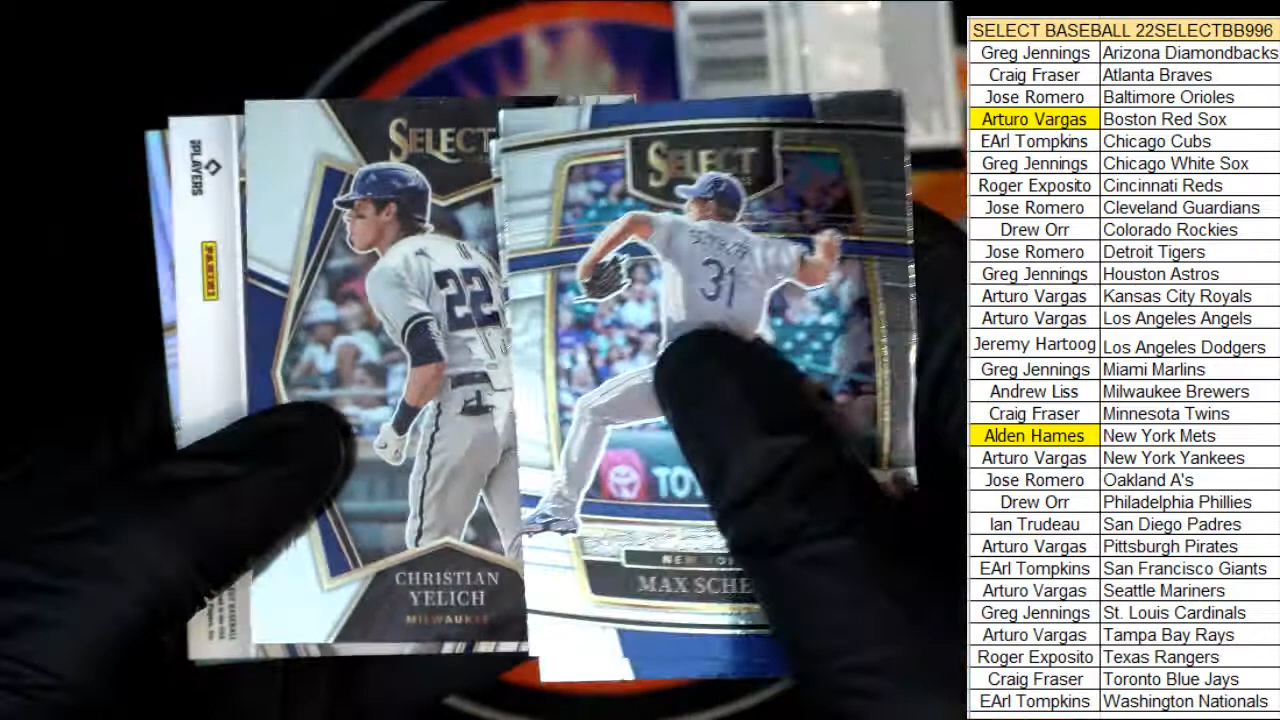 SELECT BASEBALL 22SELECTBB996
Greg Jennings Arizona Diamondbacks
Craig Fraser Atlanta Braves
Jose Romero Baltimore Orioles
Arturo Vargas Boston Red Sox
EArl Tompkins Chicago Cubs
Greg Jennings Chicago White Sox
Roger Exposito Cincinnati Reds
Jose Romero Cleveland Guardians
Drew Orr Colorado Rockies
Jose Romero Detroit Tigers
Greg Jennings Houston Astros
Arturo Vargas Kansas City Royals
Arturo Vargas Los Angeles Angels
Jeremy Hartoog Los Angeles Dodgers
Greg Jennings Miami Marlins
Andrew Liss Milwaukee Brewers
Craig Fraser Minnesota Twins
Alden Hames New York Mets
Arturo Vargas New York Yankees
Jose Romero Oakland A's
Drew Orr Philadelphia Phillies
Ian Trudeau San Diego Padres
Arturo Vargas Pittsburgh Pirates
EArl Tompkins San Francisco Giants
Arturo Vargas Seattle Mariners
Greg Jennings St. Louis Cardinals
Arturo Vargas Tampa Bay Rays
Roger Exposito Texas Rangers
Craig Fraser Toronto Blue Jays
EArl Tompkins Washington Nationals
PLAYERS
PANINI
SELECT
22
CHRISTIAN
YELICH
MILWAUKEE
SELECT
31
TOY
NEW YO
MAX SCHE